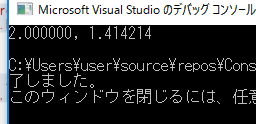 Microsoft Visual Studio のデバッグ コンソール
2.000000, 1.414214
C:¥Users¥user¥source¥repos¥Cons
了しました。
このウィンドウを閉じるには、任意